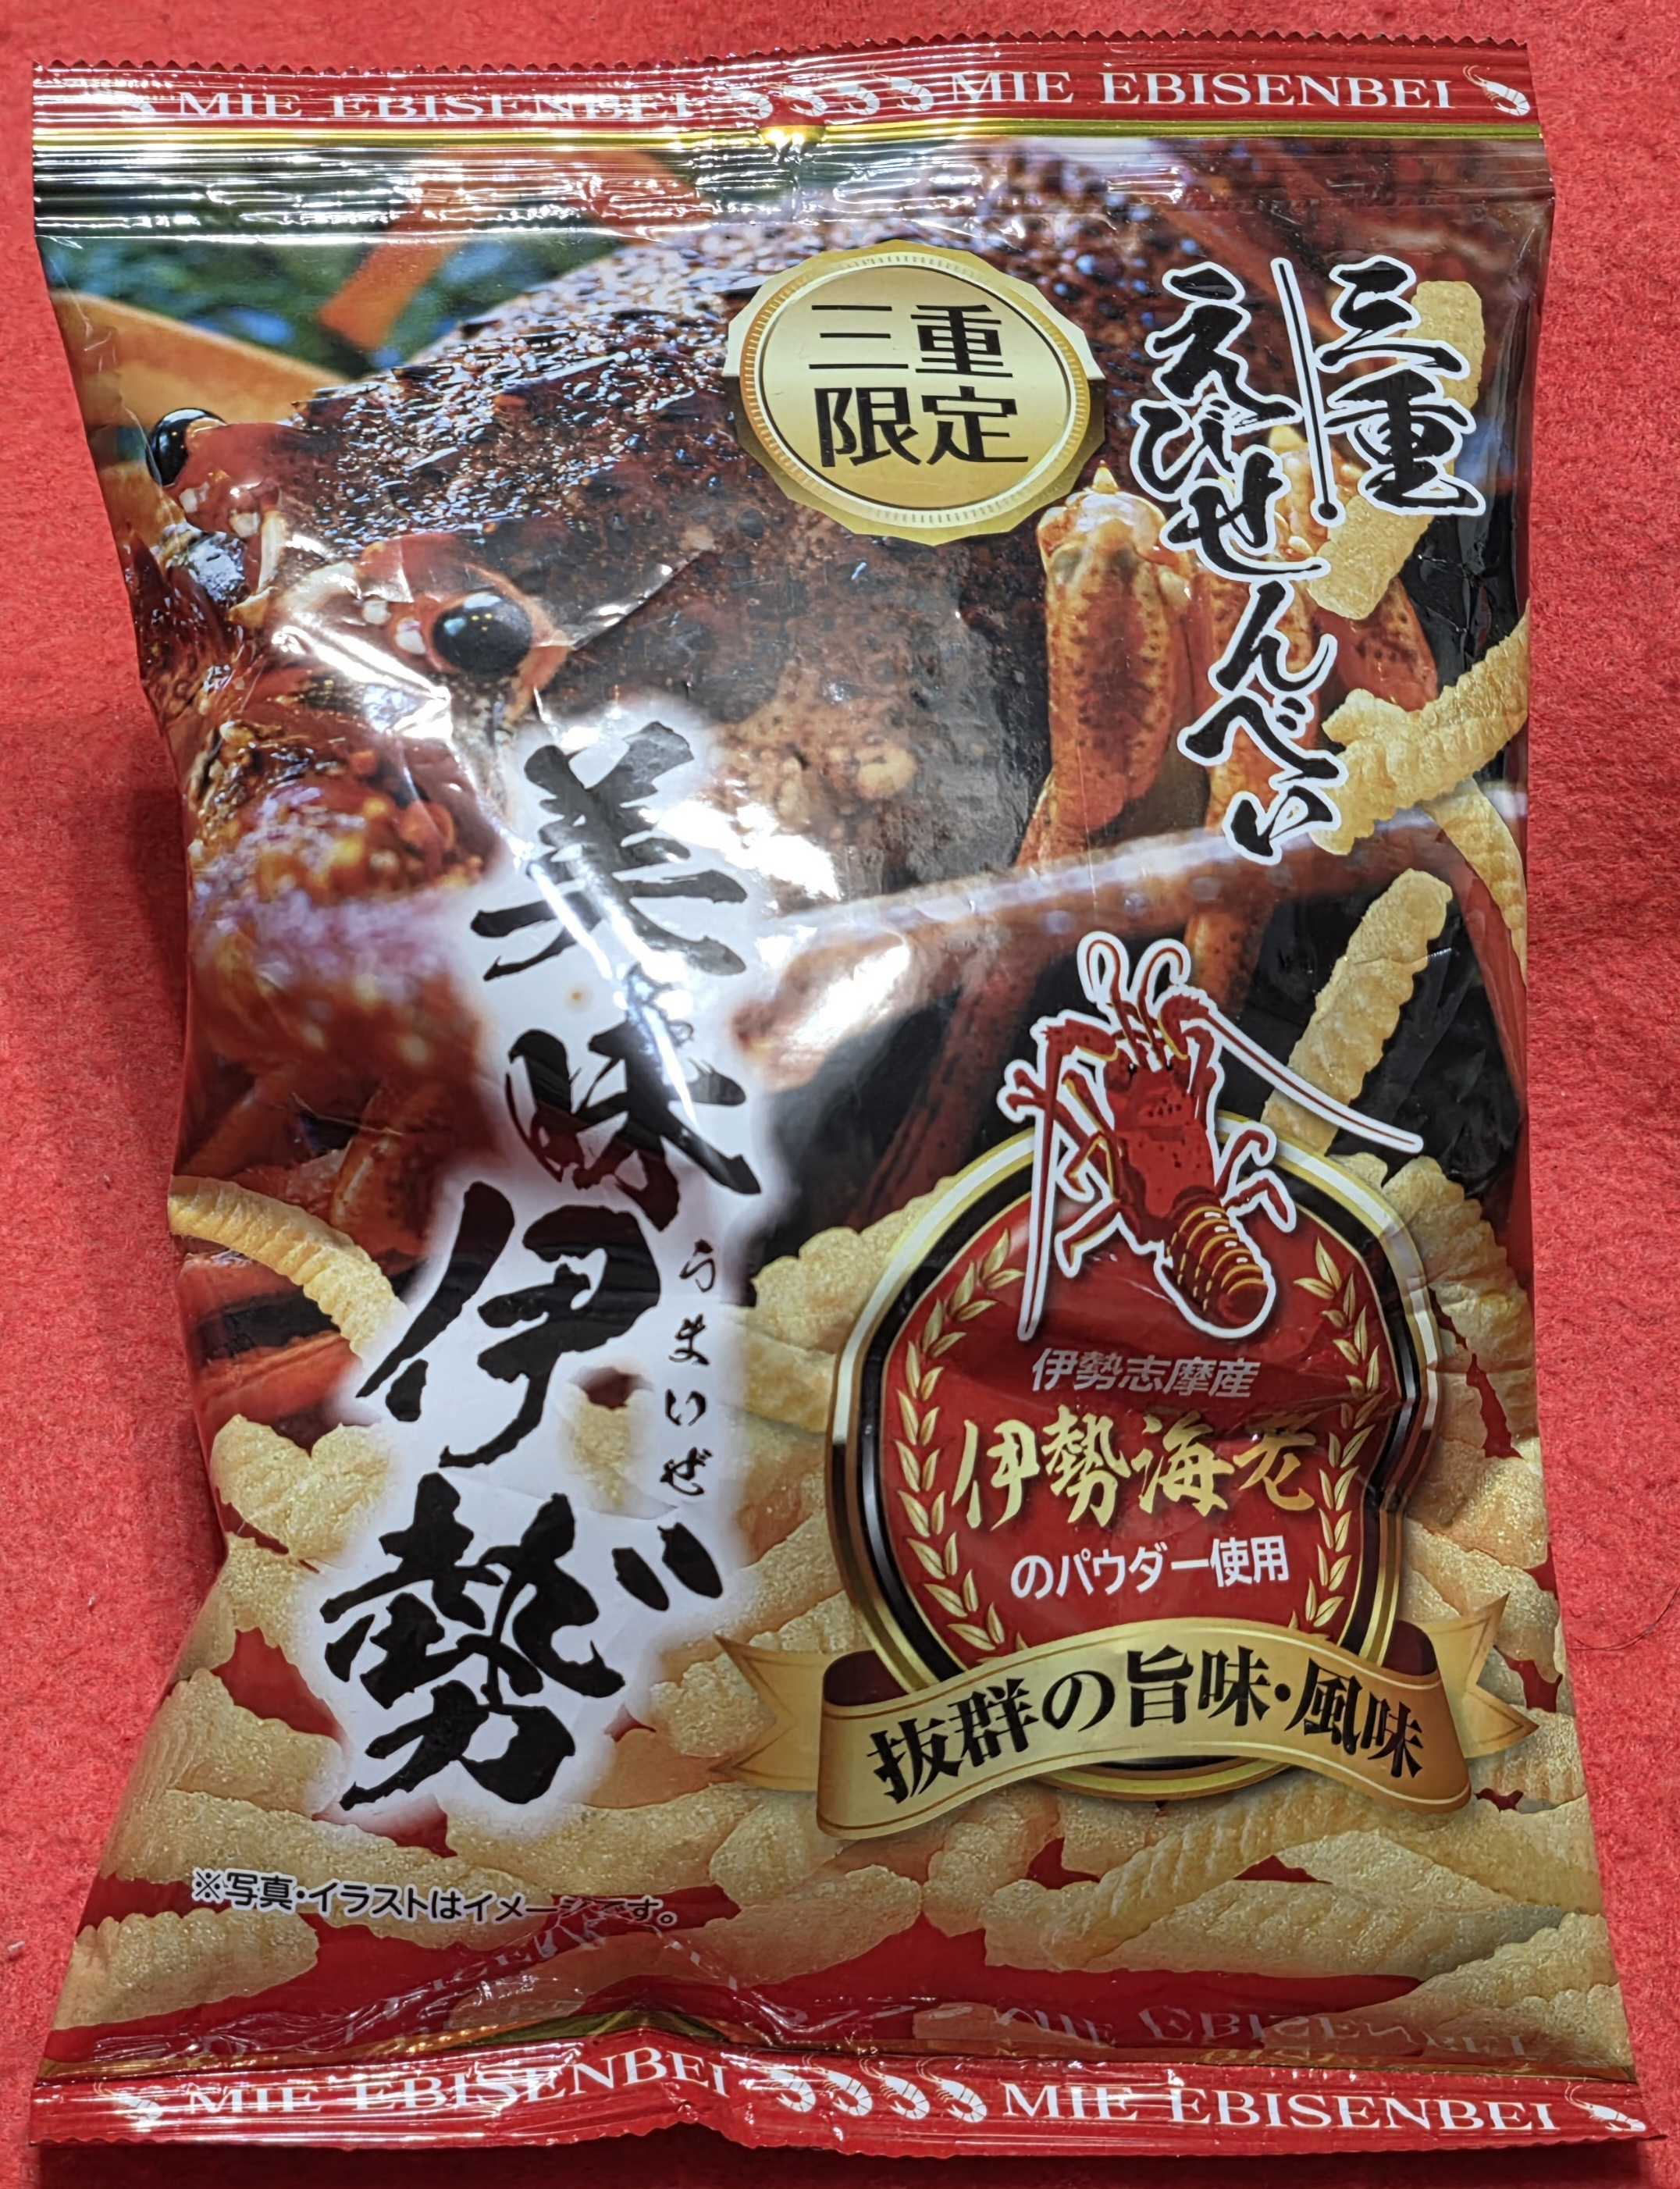 MIE EBISENBEI MIE EBISENBEI
三重
限定
三重
えびせんべい
美味伊勢゛
うまいぜ
伊勢志摩産
伊勢海老
のパウダー使用
抜群の旨味・風味
※写真・イラストはイメージです。
MIE EBISENBEI MIE EBISENBEI